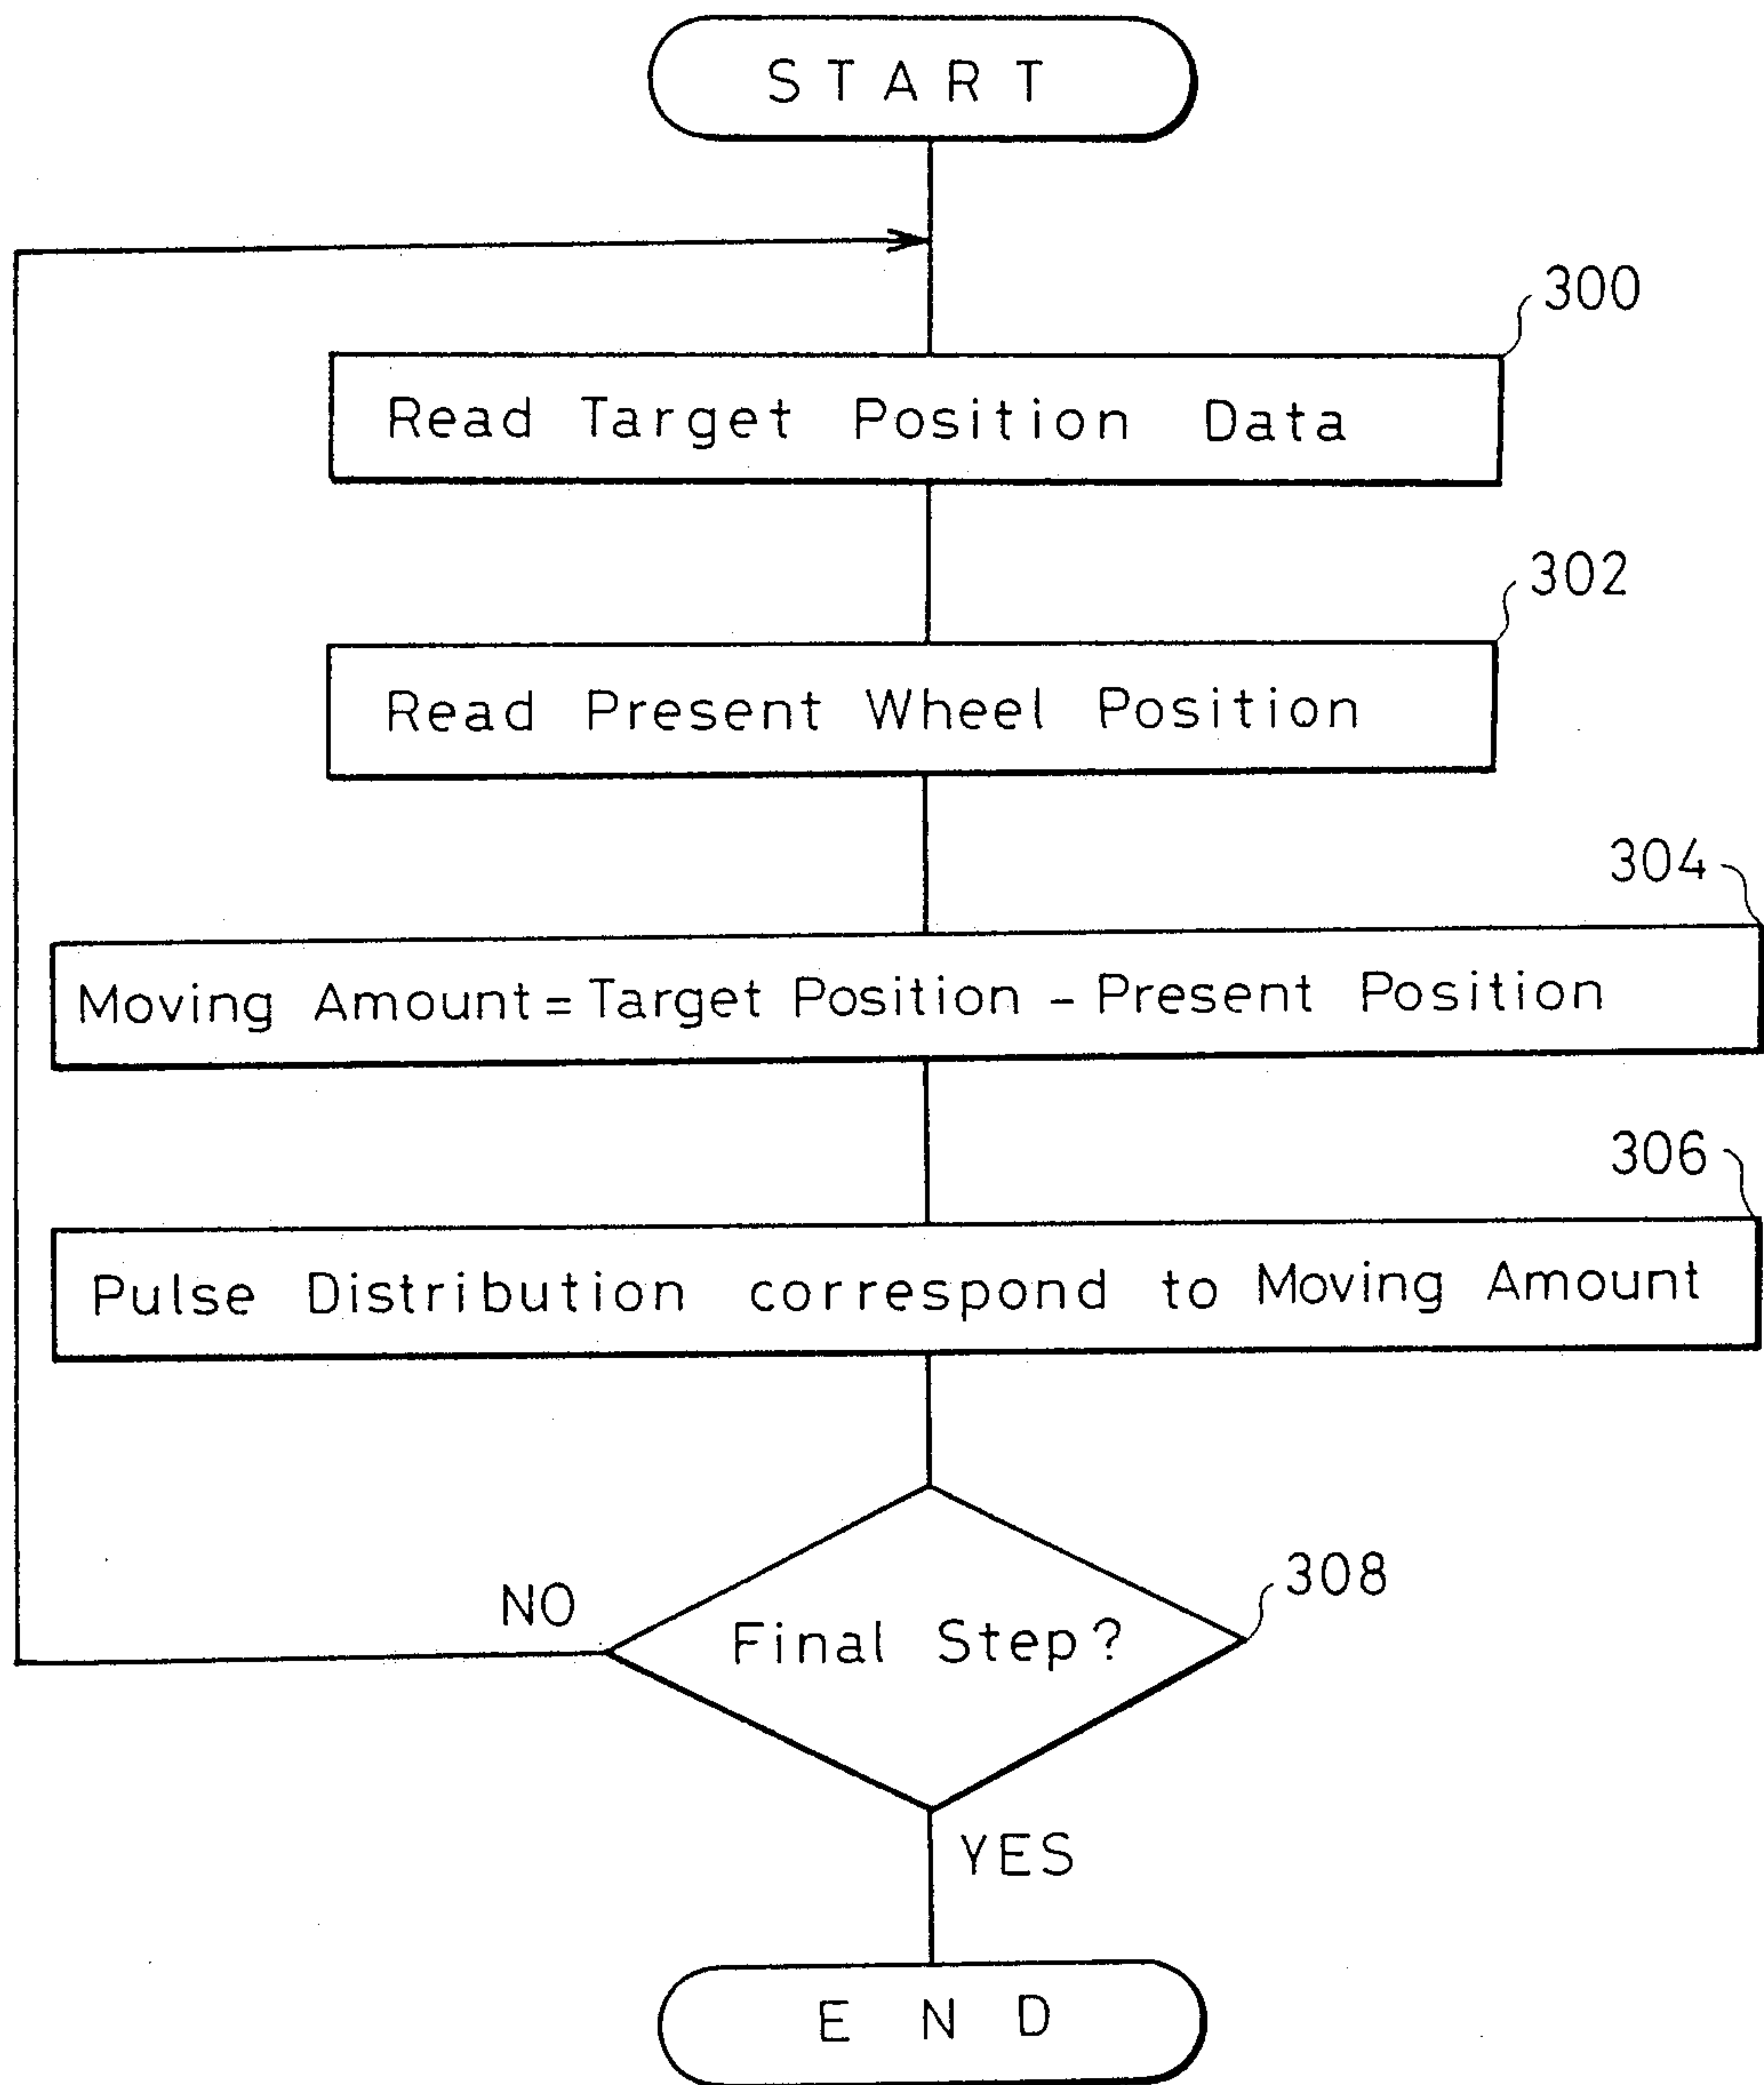 START
300
Read Target Position Data
302
Read Present Wheel Position
304
Moving Amount = Target Position - Present Position
306
Pulse Distribution correspond to Moving Amount
308
NO
Final Step?
YES
END